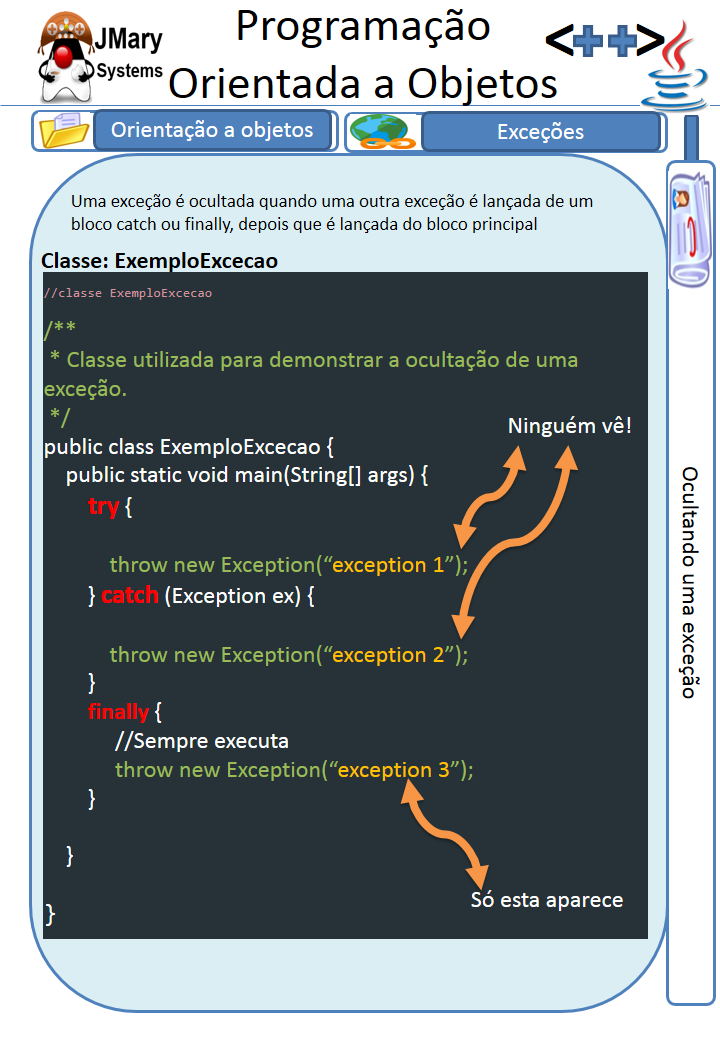 JMary
Systems
Programação
Orientada a Objetos
<++>
Orientação a objetos
Exceções
Uma exceção é ocultada quando uma outra exceção é lançada de um
bloco catch ou finally, depois que é lançada do bloco principal
Classe: ExemploExcecao
//classe ExemploExcecao
/**
* Classe utilizada para demonstrar a ocultação de uma
exceção.
*/
Ninguém vê!
public class ExemploExcecao {
public static void main(String[] args) {
try {
throw new Exception(“exception 1”);
} catch (Exception ex) {
throw new Exception(“exception 2”);
}
finally {
//Sempre executa
throw new Exception(“exception 3”);
}
}
Só esta aparece
}
Ocultando uma exceção